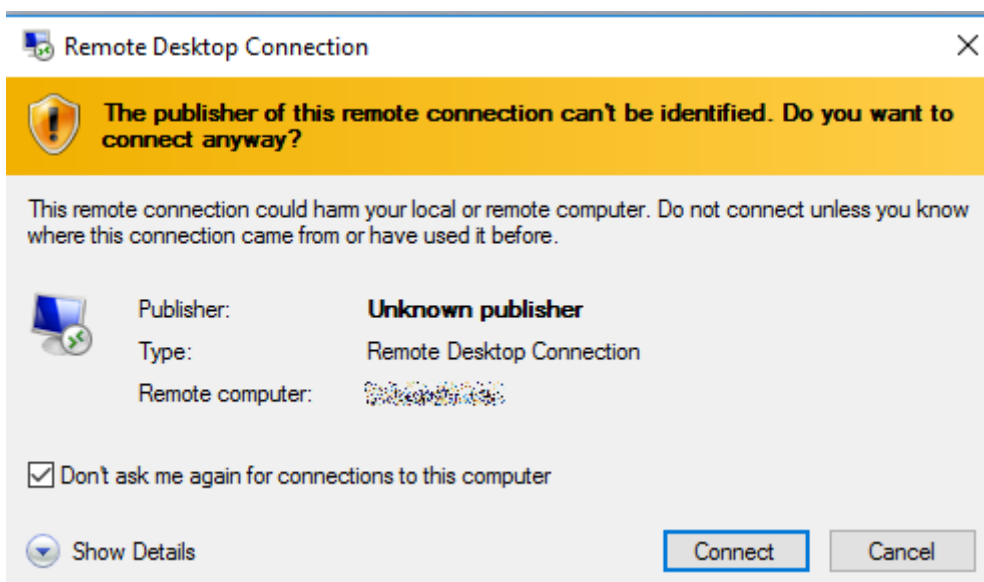 Remote Desktop Connection
The publisher of this remote connection can't be identified. Do you want to
connect anyway?
This remote connection could harm your local or remote computer. Do not connect unless you know
where this connection came from or have used it before.
Publisher: Unknown publisher
Type: Remote Desktop Connection
Remote computer:
Don't ask me again for connections to this computer
Show Details Connect Cancel